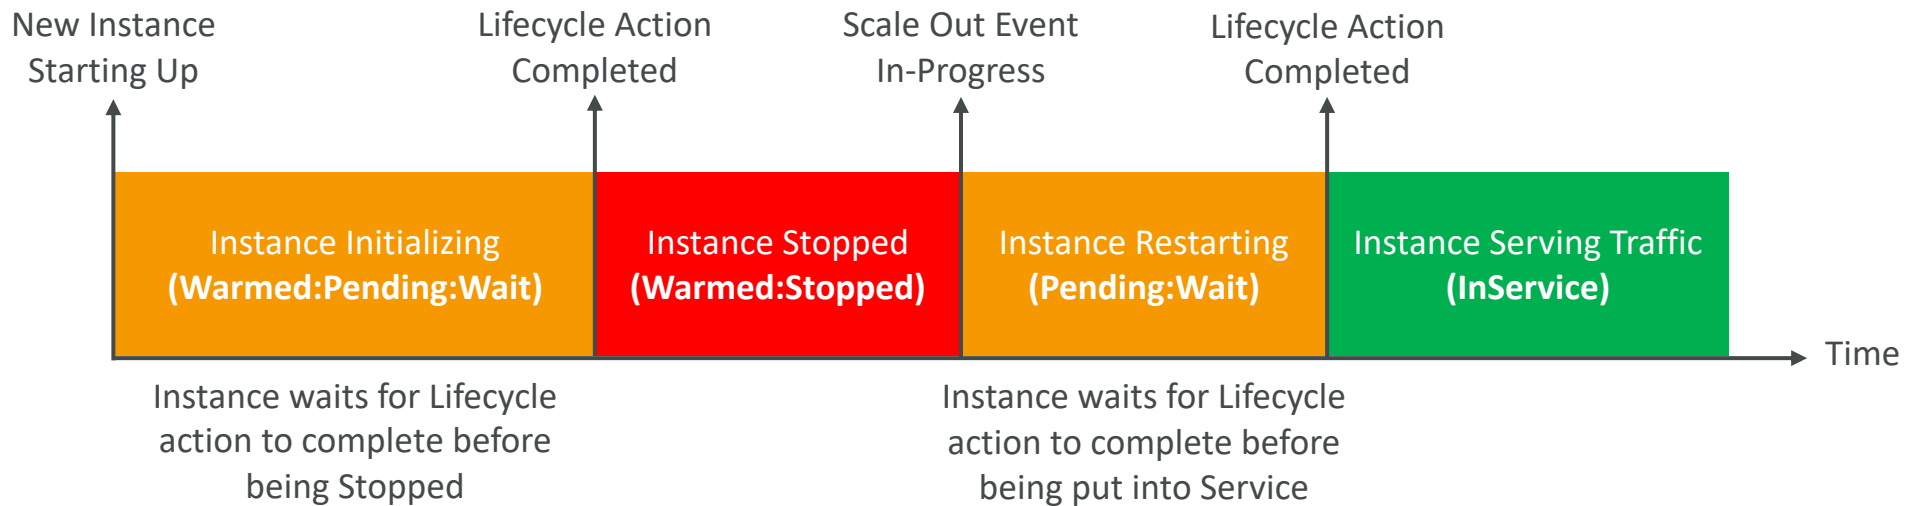 New Instance
Starting Up
Lifecycle Action
Completed
Scale Out Event
In-Progress
Lifecycle Action
Completed
Instance Initializing
(Warmed:Pending:Wait)
Instance Stopped
(Warmed:Stopped)
Instance Restarting
(Pending:Wait)
Instance Serving Traffic
(InService)
Time
Instance waits for Lifecycle
action to complete before
being Stopped
Instance waits for Lifecycle
action to complete before
being put into Service